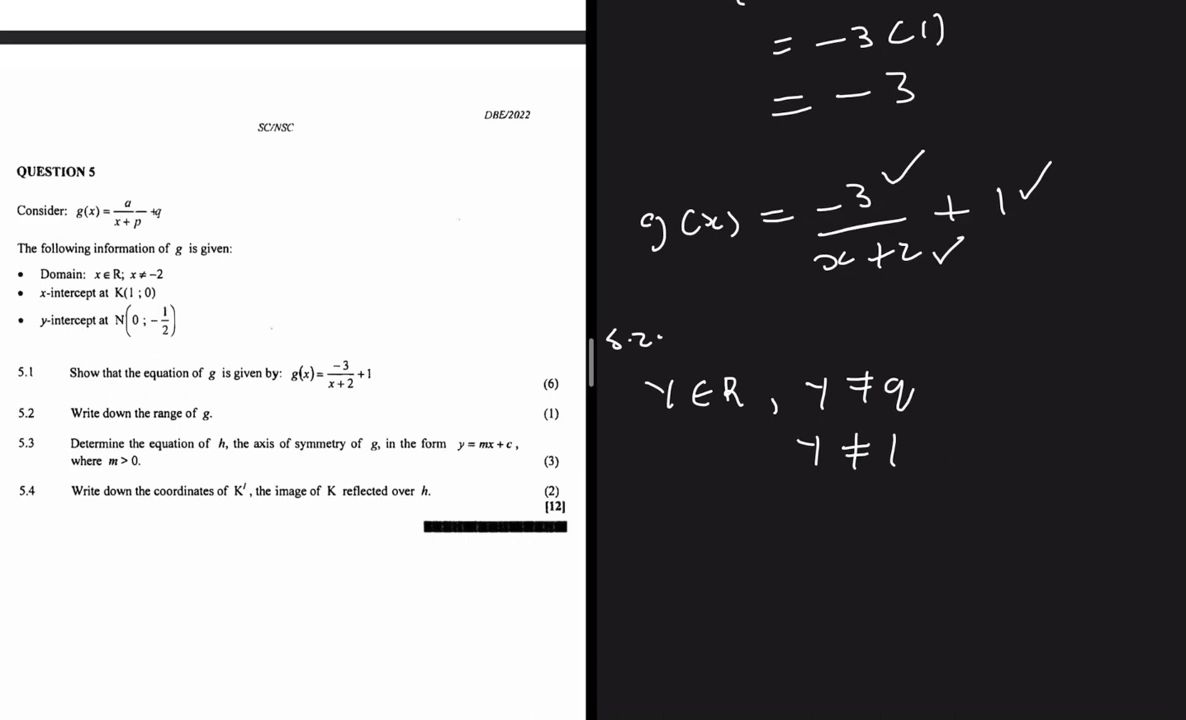 DBE/2022
SC/NSC
QUESTION 5
Consider: g(x) = a/(x + p) + q
The following information of g is given:
• Domain: x ∈ R; x ≠ −2
• x-intercept at K(1 ; 0)
• y-intercept at N(0 ; −1/2)
5.1 Show that the equation of g is given by: g(x) = −3/(x + 2) + 1 (6)
5.2 Write down the range of g. (1)
5.3 Determine the equation of h, the axis of symmetry of g, in the form y = mx + c,
where m > 0. (3)
5.4 Write down the coordinates of K′, the image of K reflected over h. (2)
[12]
= −3(1)
= −3
g(x) = −3✓/(x+2✓) + 1✓
5.2.
y ∈ R, y ≠ q
y ≠ 1